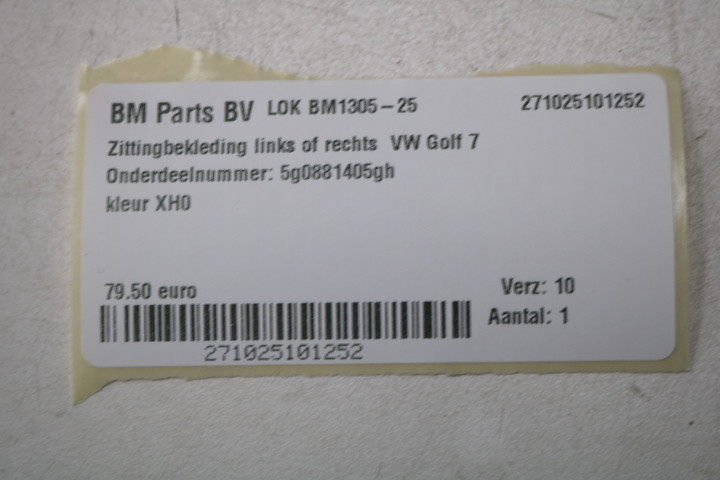 BM Parts BV LOK BM1305-25 271025101252
Zittingbekleding links of rechts VW Golf 7
Onderdeelnummer: 5g0881405gh
kleur XH0
79.50 euro Verz: 10
Aantal: 1
271025101252